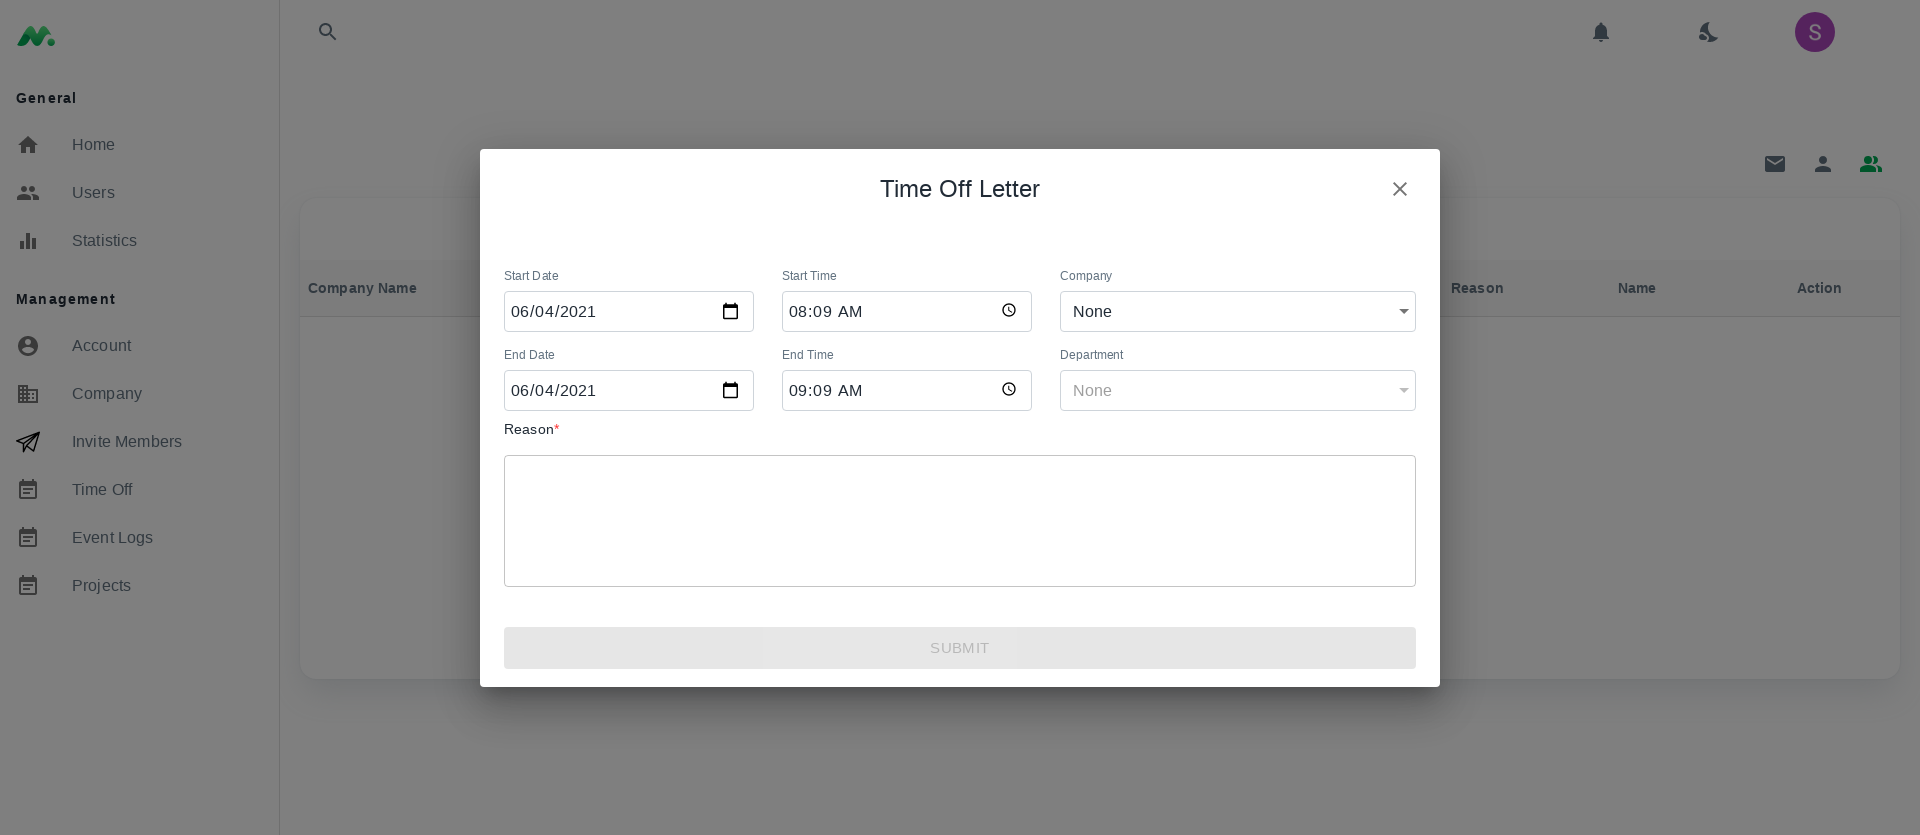 S
General
Home
Users
Statistics
Management
Account
Company
Invite Members
Time Off
Event Logs
Projects
Company Name
Reason
Name
Action
Time Off Letter
Start Date
Start Time
Company
06/04/2021
08:09 AM
None
End Date
End Time
Department
06/04/2021
09:09 AM
None
Reason*
SUBMIT